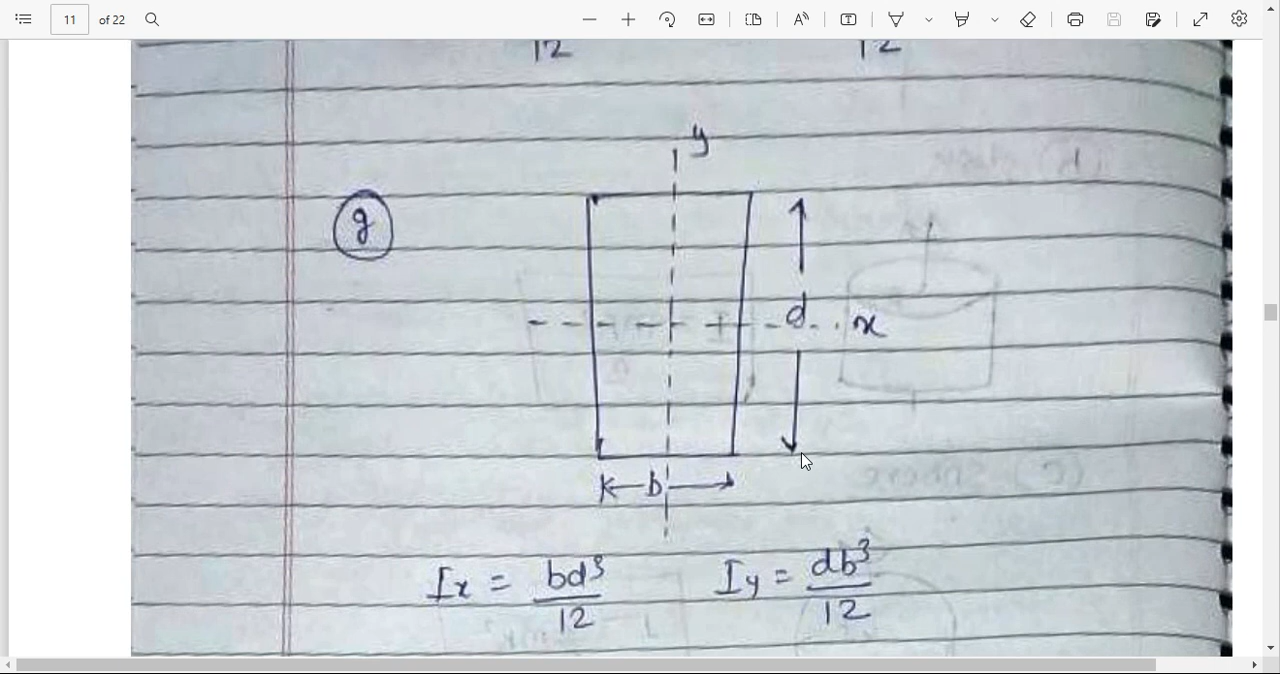 11 of 22
12 12
y
g
d x
b
Ix = bd³/12 Iy = db³/12